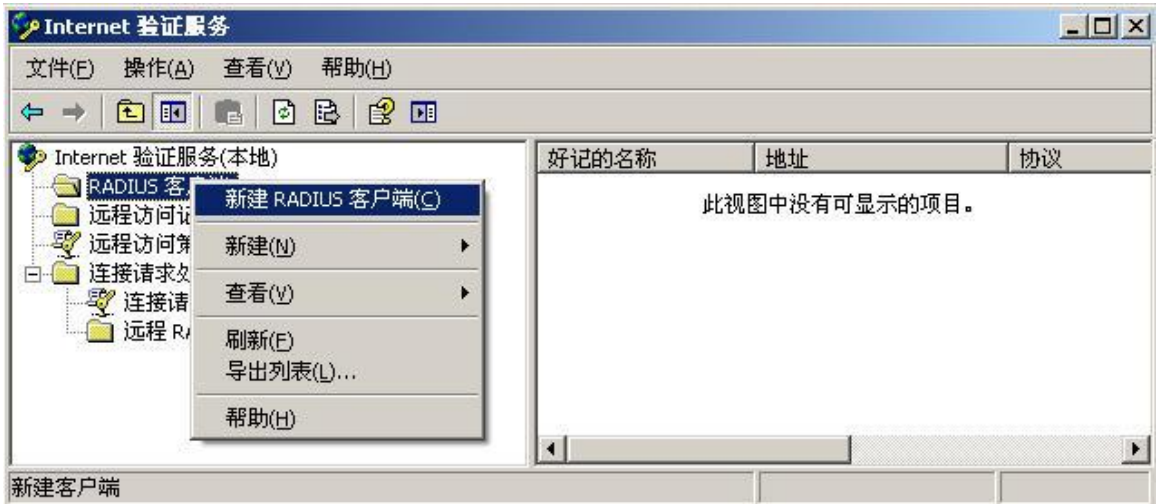 Internet 验证服务
文件(F) 操作(A) 查看(V) 帮助(H)
Internet 验证服务(本地)
RADIUS 客
远程访问
远程访问
连接请求
连接请
远程 RA
新建 RADIUS 客户端(C)
新建(N)
查看(V)
刷新(F)
导出列表(L)...
帮助(H)
好记的名称 地址 协议
此视图中没有可显示的项目。
新建客户端